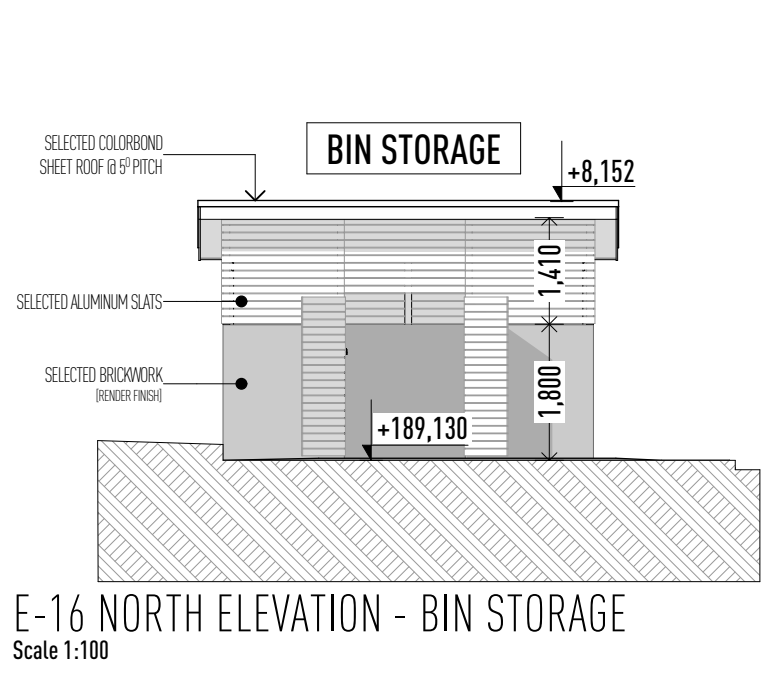 BIN STORAGE
SELECTED COLORBOND
SHEET ROOF @ 5⁰ PITCH
+8,152
1,410
SELECTED ALUMINUM SLATS
SELECTED BRICKWORK
[RENDER FINISH]
1,800
+189,130
E-16 NORTH ELEVATION - BIN STORAGE
Scale 1:100